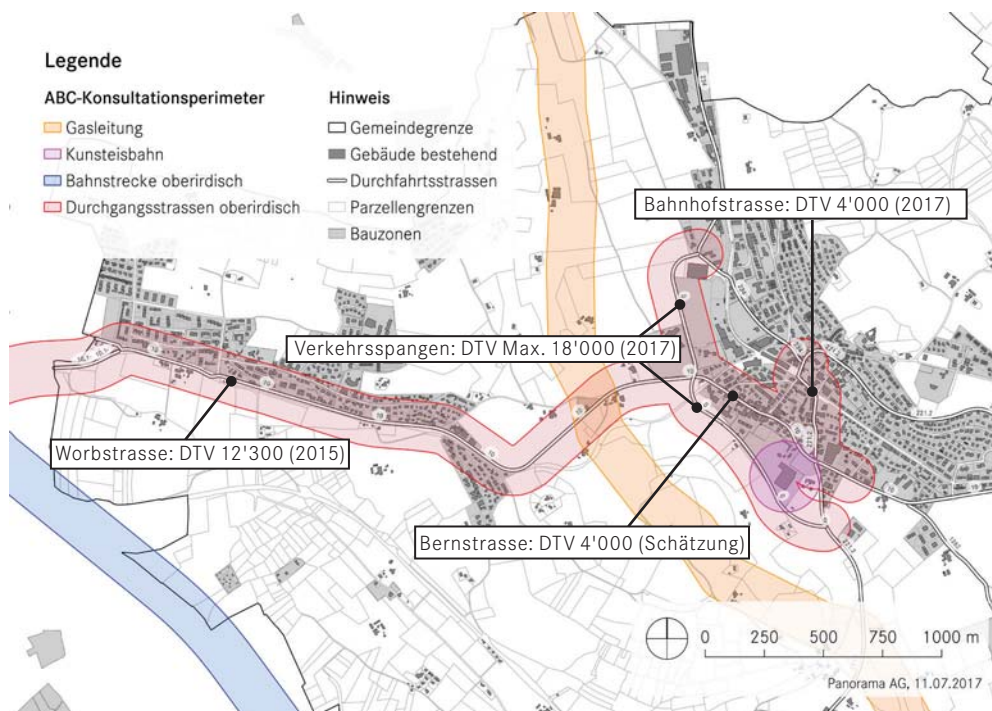 Legende
ABC-Konsultationsperimeter
Gasleitung
Kunsteisbahn
Bahnstrecke oberirdisch
Durchgangsstrassen oberirdisch
Hinweis
Gemeindegrenze
Gebäude bestehend
Durchfahrtsstrassen
Parzellengrenzen
Bauzonen
Bahnhofstrasse: DTV 4'000 (2017)
Verkehrsspangen: DTV Max. 18'000 (2017)
Worbstrasse: DTV 12'300 (2015)
Bernstrasse: DTV 4'000 (Schätzung)
0 250 500 750 1000 m
Panorama AG, 11.07.2017